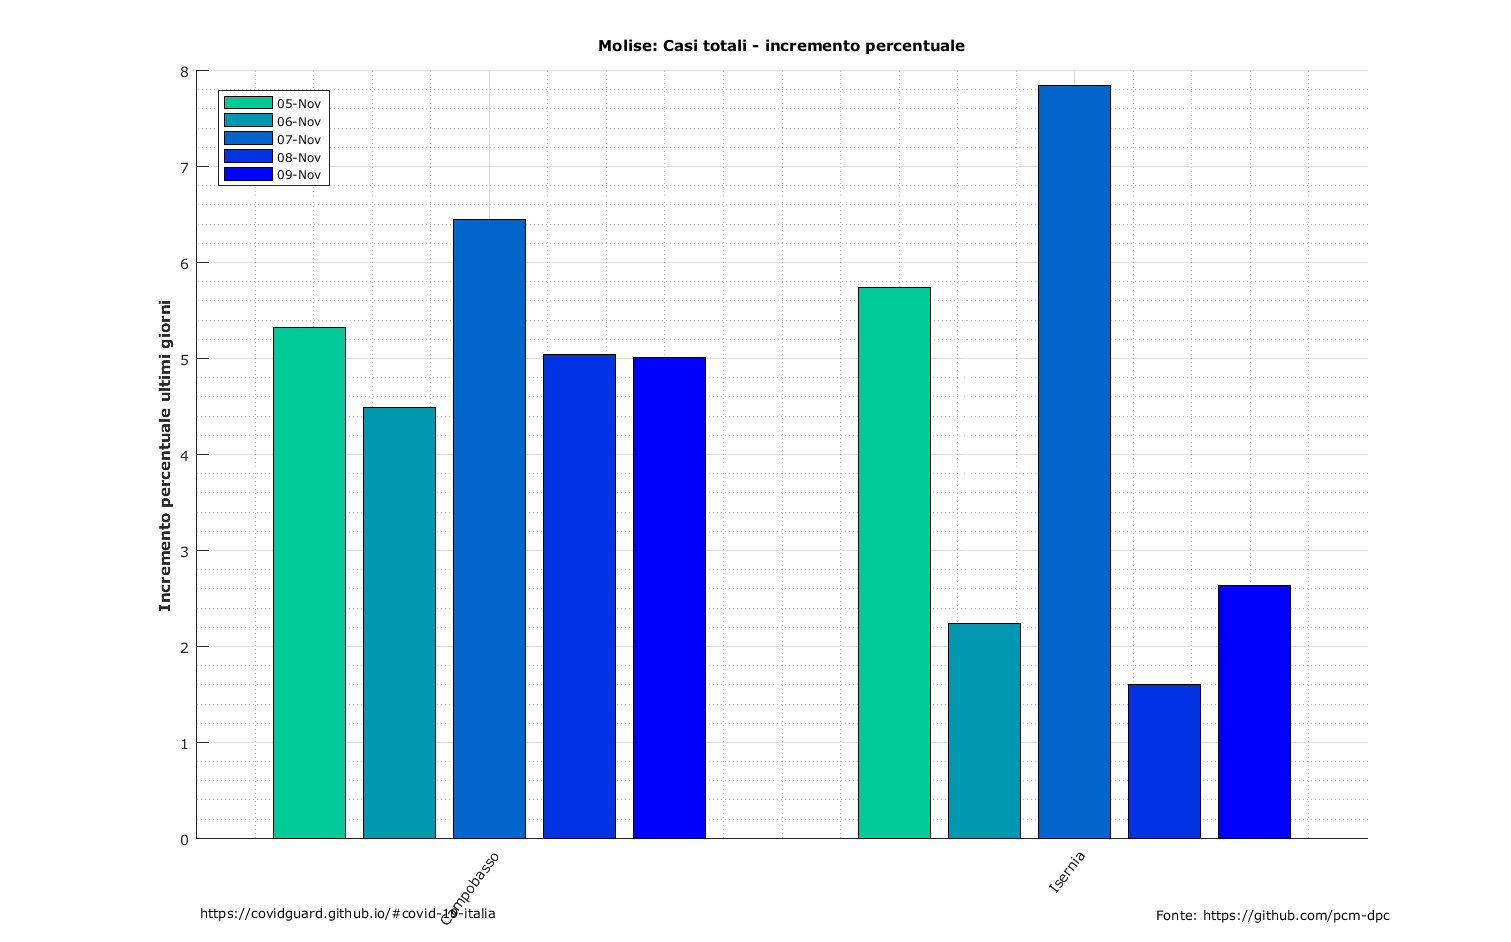 Molise: Casi totali - incremento percentuale
8
7
6
5
4
3
2
1
0
Incremento percentuale ultimi giorni
05-Nov
06-Nov
07-Nov
08-Nov
09-Nov
Campobasso
Isernia
https://covidguard.github.io/#covid-19-italia
Fonte: https://github.com/pcm-dpc